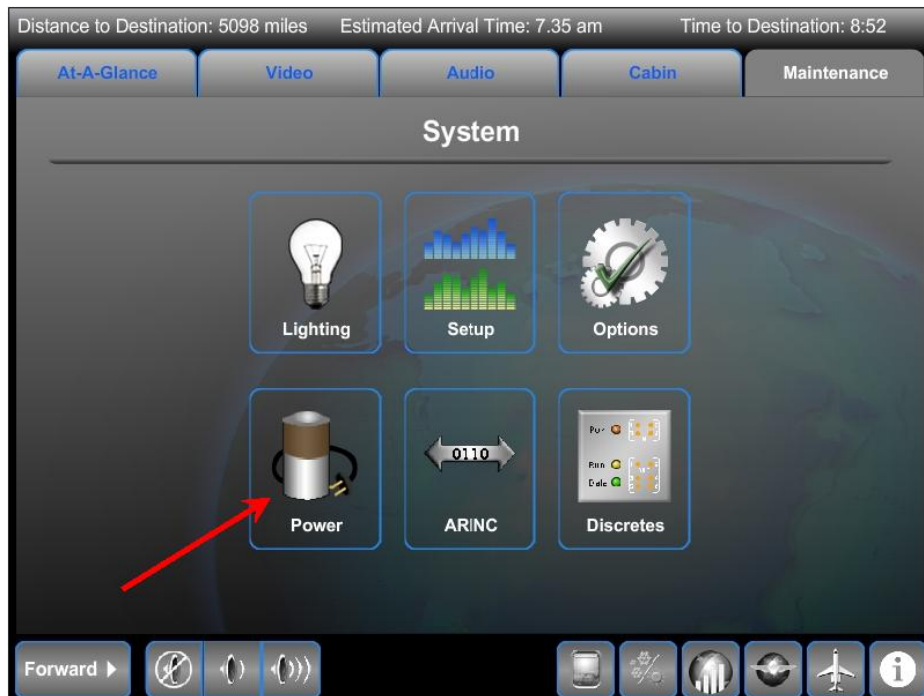 Distance to Destination: 5098 miles Estimated Arrival Time: 7.35 am Time to Destination: 8:52
At-A-Glance Video Audio Cabin Maintenance
System
Lighting Setup Options
0110
Power ARINC Discretes
Forward